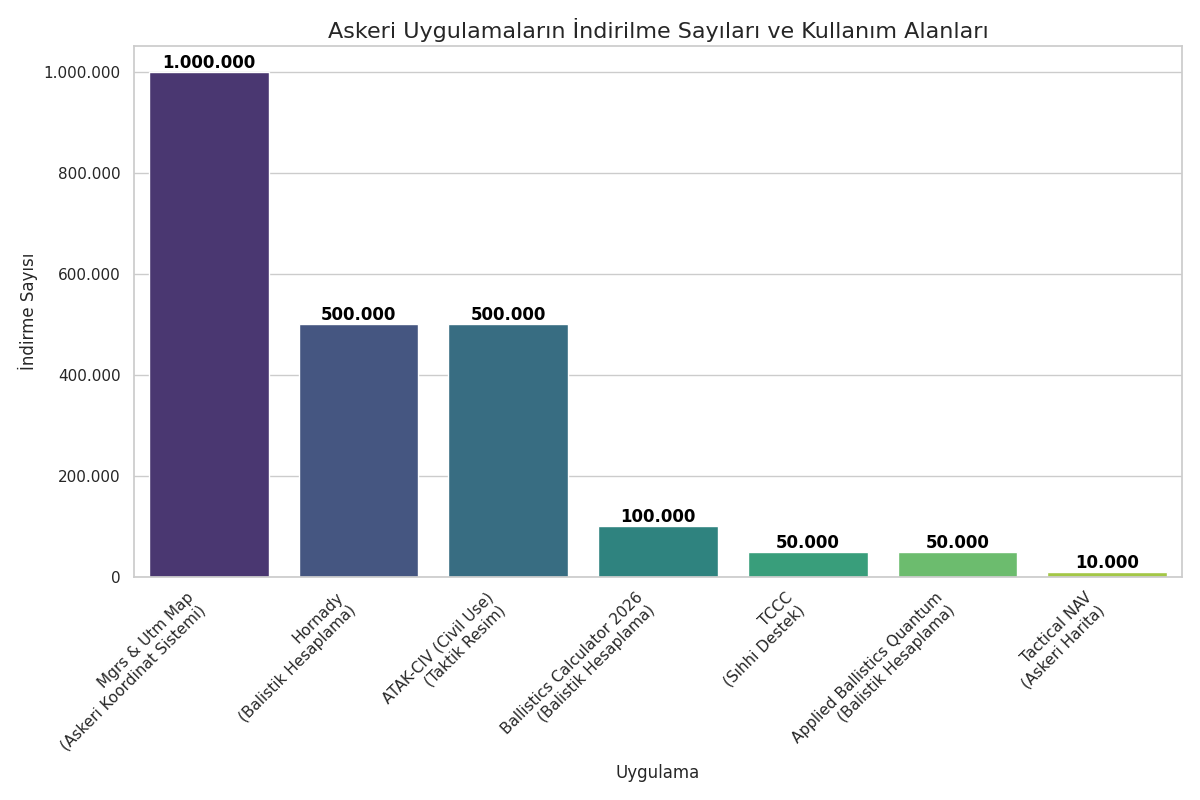 Askeri Uygulamaların İndirilme Sayıları ve Kullanım Alanları
İndirme Sayısı
1.000.000
800.000
600.000
400.000
200.000
0
1.000.000
500.000
500.000
100.000
50.000
50.000
10.000
Mgrs & Utm Map
(Askeri Koordinat Sistemi)
Hornady
(Balistik Hesaplama)
ATAK-CIV (Civil Use)
(Taktik Resim)
Ballistics Calculator 2026
(Balistik Hesaplama)
TCCC
(Sıhhi Destek)
Applied Ballistics Quantum
(Balistik Hesaplama)
Tactical NAV
(Askeri Harita)
Uygulama